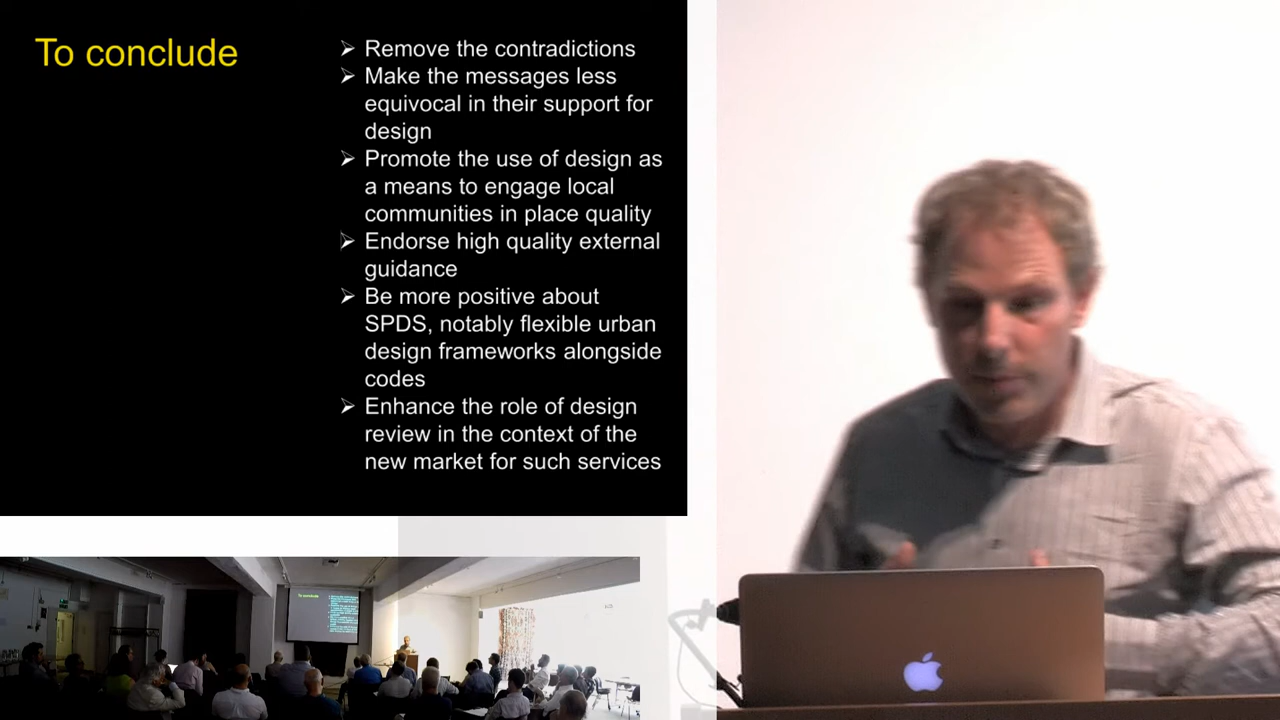 To conclude
Remove the contradictions
Make the messages less
equivocal in their support for
design
Promote the use of design as
a means to engage local
communities in place quality
Endorse high quality external
guidance
Be more positive about
SPDS, notably flexible urban
design frameworks alongside
codes
Enhance the role of design
review in the context of the
new market for such services
To conclude